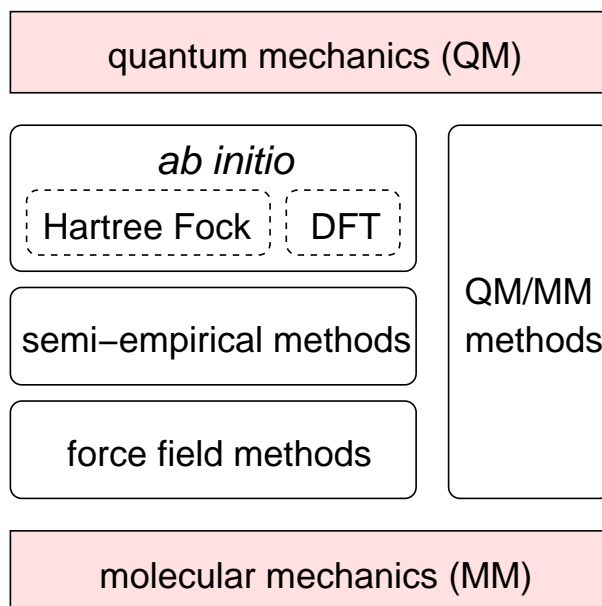 quantum mechanics (QM)
ab initio
Hartree Fock
DFT
semi−empirical methods
force field methods
QM/MM
methods
molecular mechanics (MM)